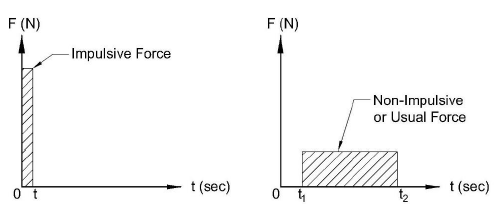 F (N)
Impulsive Force
0
t
t (sec)
F (N)
Non-Impulsive
or Usual Force
0
t1
t2
t (sec)